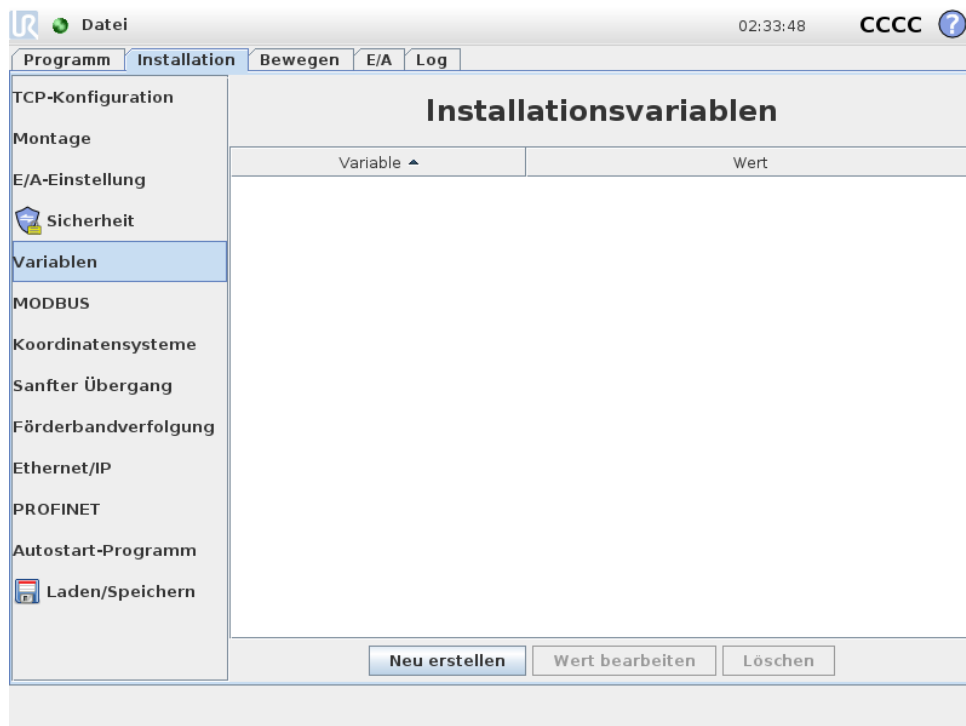 UR Datei 02:33:48 CCCC ?
Programm Installation Bewegen E/A Log
TCP-Konfiguration
Montage
E/A-Einstellung
Sicherheit
Variablen
MODBUS
Koordinatensysteme
Sanfter Übergang
Förderbandverfolgung
Ethernet/IP
PROFINET
Autostart-Programm
Laden/Speichern
Installationsvariablen
Variable Wert
Neu erstellen Wert bearbeiten Löschen